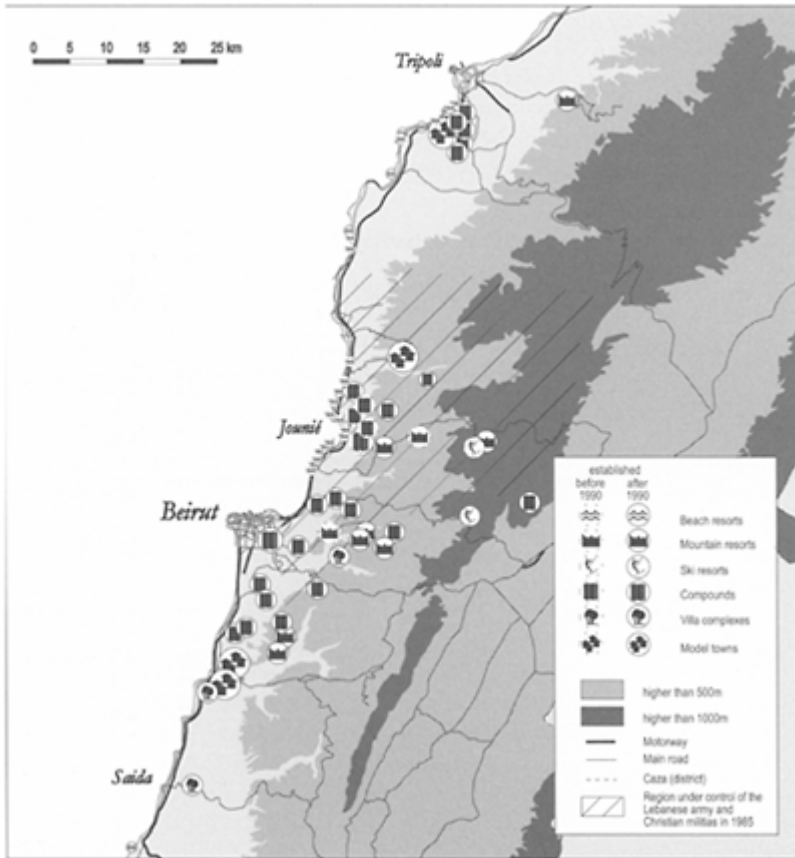 0 5 10 15 20 25 km
Tripoli
Jounié
Beirut
Saida
established
before 1990
after 1990
Beach resorts
Mountain resorts
Ski resorts
Compounds
Villa complexes
Model towns
higher than 500m
higher than 1000m
Motorway
Main road
Caza (district)
Region under control of the
Lebanese army and
Christian militias in 1985